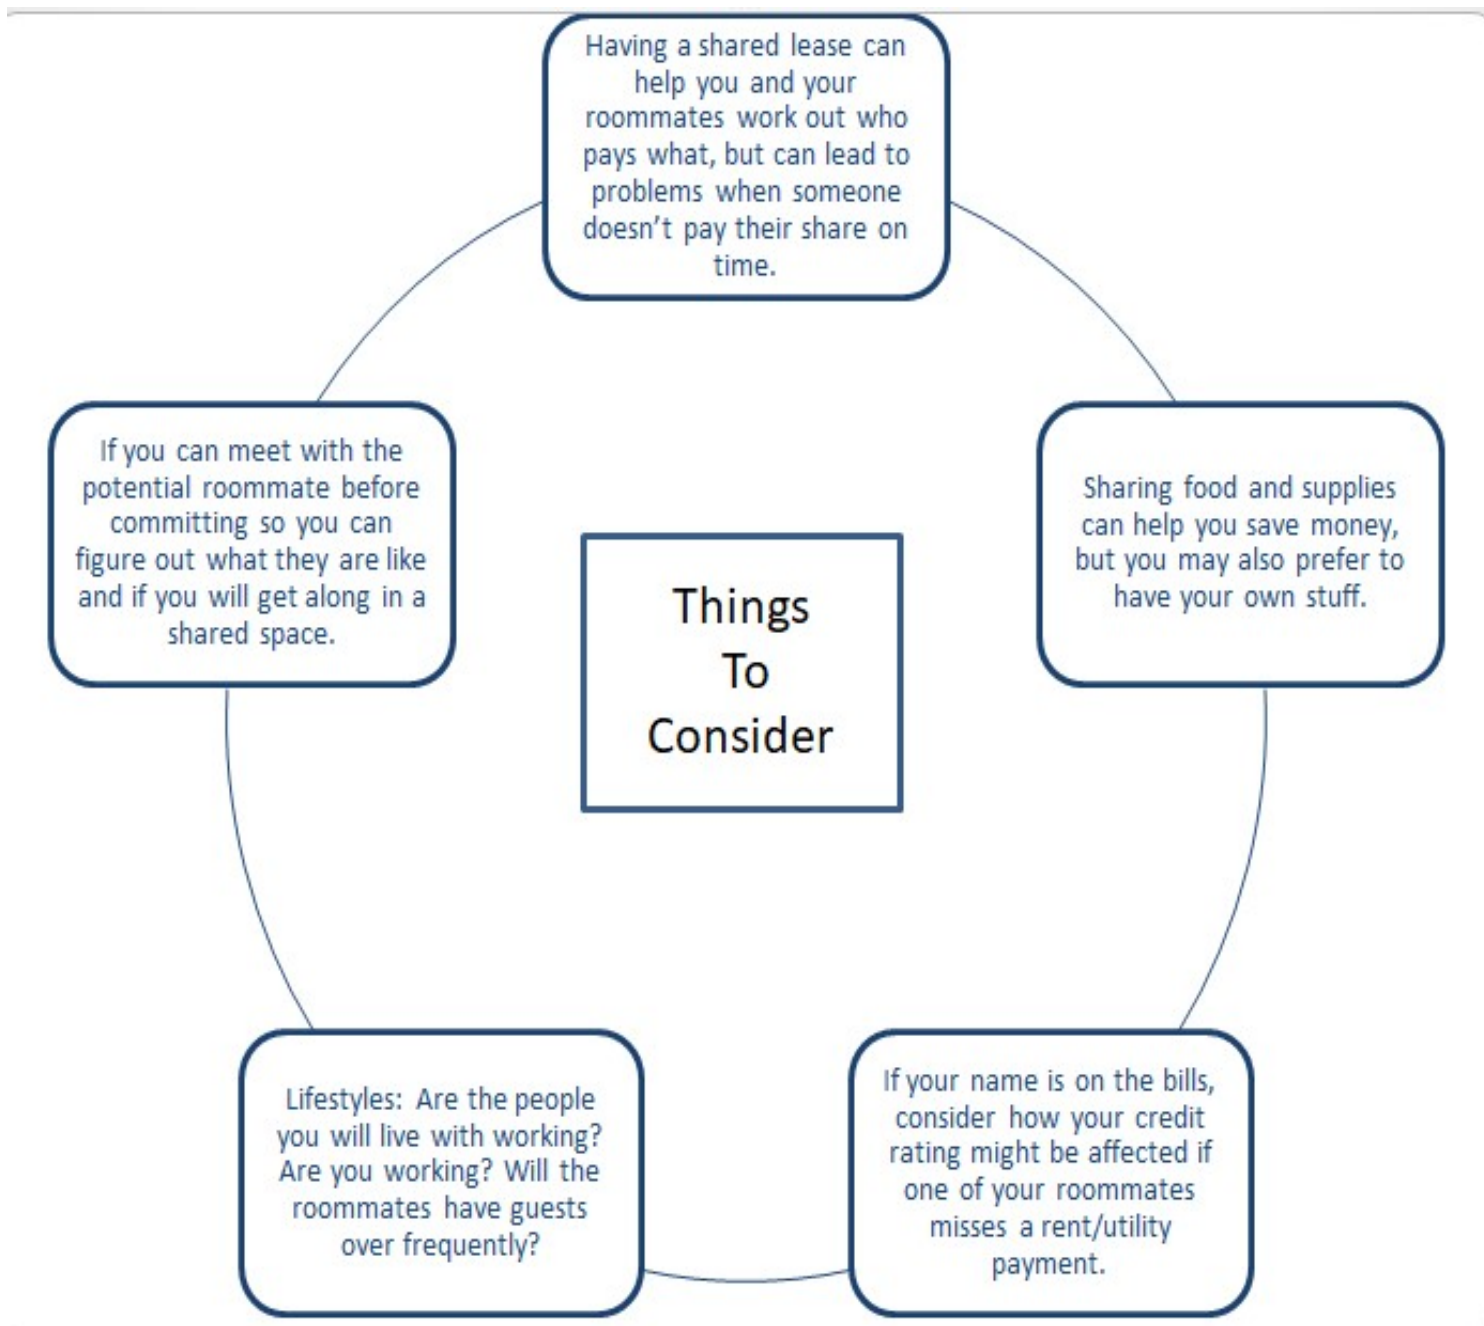 Having a shared lease can
help you and your
roommates work out who
pays what, but can lead to
problems when someone
doesn’t pay their share on
time.
Sharing food and supplies
can help you save money,
but you may also prefer to
have your own stuff.
If your name is on the bills,
consider how your credit
rating might be affected if
one of your roommates
misses a rent/utility
payment.
Lifestyles: Are the people
you will live with working?
Are you working? Will the
roommates have guests
over frequently?
If you can meet with the
potential roommate before
committing so you can
figure out what they are like
and if you will get along in a
shared space.
Things
To
Consider